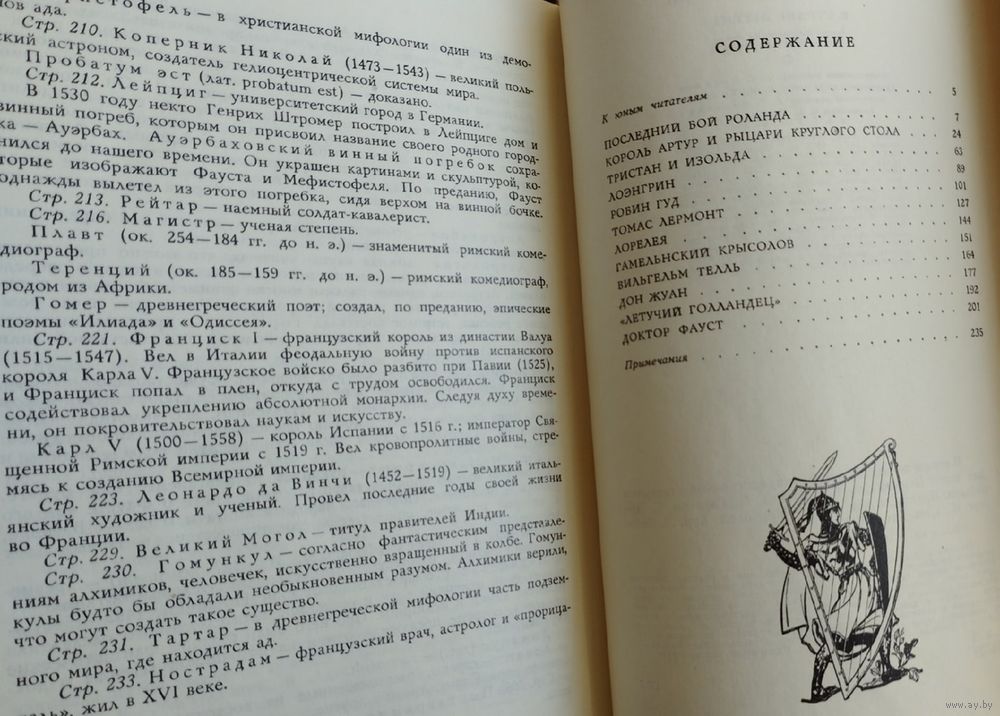 ристофель — в христианской мифологии один из демо-
нов ада.
Стр. 210. Коперник Николай (1473—1543) — великий поль-
ский астроном, создатель гелиоцентрической системы мира.
Пробатум эст (лат. probatum est) — доказано.
Стр. 212. Лейпциг — университетский город в Германии.
В 1530 году некто Генрих Штромер построил в Лейпциге дом и
винный погреб, которым он присвоил название своего родного город-
ка — Ауэрбах. Ауэрбаховский винный погребок сохра-
нился до нашего времени. Он украшен картинами и скульптурой, ко-
торые изображают Фауста и Мефистофеля. По преданию, Фауст
однажды вылетел из этого погребка, сидя верхом на винной бочке.
Стр. 213. Рейтар — наемный солдат-кавалерист.
Стр. 216. Магистр — ученая степень.
Плавт (ок. 254—184 гг. до н. э.) — знаменитый римский коме-
диограф.
Теренций (ок. 185—159 гг. до н. э.) — римский комедиограф,
родом из Африки.
Гомер — древнегреческий поэт; создал, по преданию, эпические
поэмы «Илиада» и «Одиссея».
Стр. 221. Франциск I — французский король из династии Валуа
(1515—1547). Вел в Италии феодальную войну против испанского
короля Карла V. Французское войско было разбито при Павии (1525),
и Франциск попал в плен, откуда с трудом освободился. Франциск
содействовал укреплению абсолютной монархии. Следуя духу време-
ни, он покровительствовал наукам и искусству.
Карл V (1500—1558) — король Испании с 1516 г.; император Свя-
щенной Римской империи с 1519 г. Вел кровопролитные войны, стре-
мясь к созданию Всемирной империи.
Стр. 223. Леонардо да Винчи (1452—1519) — великий италь-
янский художник и ученый. Провел последние годы своей жизни
во Франции.
Стр. 229. Великий Могол — титул правителей Индии.
Стр. 230. Гомункул — согласно фантастическим представле-
ниям алхимиков, человечек, искусственно взращенный в колбе. Гомун-
кулы будто бы обладали необыкновенным разумом. Алхимики верили,
что могут создать такое существо.
Стр. 231. Тартар — в древнегреческой мифологии часть подзем-
ного мира, где находится ад.
Стр. 233. Нострадам — французский врач, астролог и «прорица-
ль», жил в XVI веке.
СОДЕРЖАНИЕ
К юным читателям . . . 5
ПОСЛЕДНИЙ БОЙ РОЛАНДА . . . 7
КОРОЛЬ АРТУР И РЫЦАРИ КРУГЛОГО СТОЛА . . . 24
ТРИСТАН И ИЗОЛЬДА . . . 63
ЛОЭНГРИН . . . 89
РОБИН ГУД . . . 101
ТОМАС ЛЕРМОНТ . . . 127
ЛОРЕЛЕЯ . . . 144
ГАМЕЛЬНСКИЙ КРЫСОЛОВ . . . 151
ВИЛЬГЕЛЬМ ТЕЛЛЬ . . . 164
ДОН ЖУАН . . . 177
«ЛЕТУЧИЙ ГОЛЛАНДЕЦ» . . . 192
ДОКТОР ФАУСТ . . . 201
Примечания . . . 235
www.ay.by